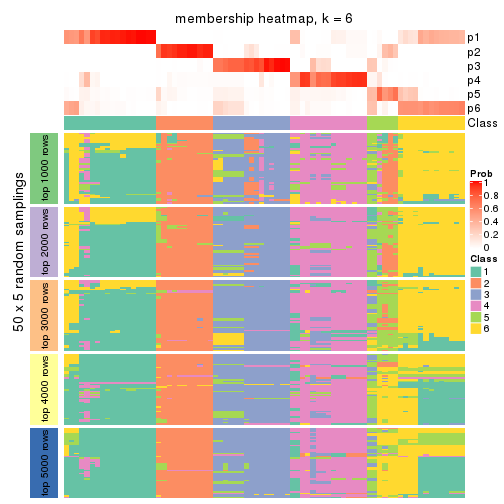 membership heatmap, k = 6
p1
p2
p3
p4
p5
p6
Class
50 x 5 random samplings
top 1000 rows
top 2000 rows
top 3000 rows
top 4000 rows
top 5000 rows
Prob
1
0.8
0.6
0.4
0.2
0
Class
1
2
3
4
5
6